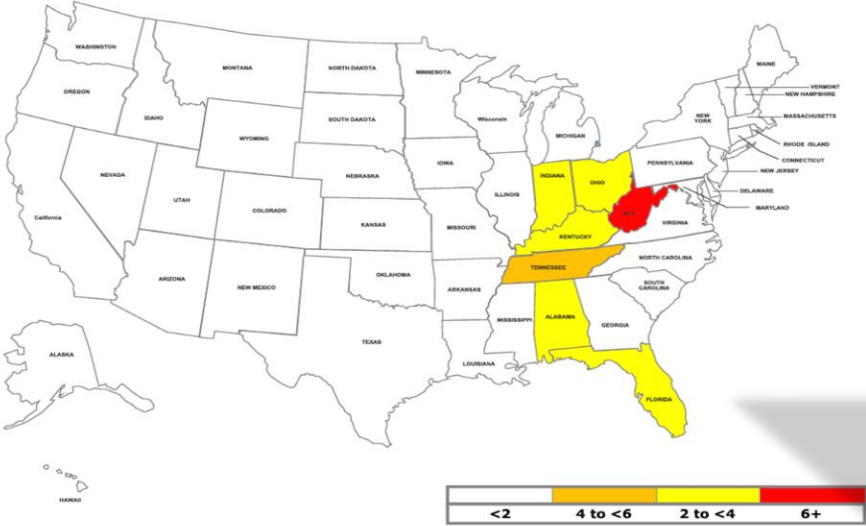 WASHINGTON
OREGON
IDAHO
MONTANA
NORTH DAKOTA
SOUTH DAKOTA
MINNESOTA
Wisconsin
MICHIGAN
MAINE
VERMONT
NEW HAMPSHIRE
MASSACHUSETTS
NEW
YORK
RHODE ISLAND
CONNECTICUT
NEW JERSEY
PENNSYLVANIA
DELAWARE
MARYLAND
WYOMING
NEBRASKA
IOWA
ILLINOIS
INDIANA
OHIO
California
NEVADA
UTAH
COLORADO
KANSAS
MISSOURI
KENTUCKY
VIRGINIA
ARIZONA
NEW MEXICO
OKLAHOMA
ARKANSAS
TENNESSEE
NORTH CAROLINA
SOUTH
CAROLINA
TEXAS
LOUISIANA
MISSISSIPPI
ALABAMA
GEORGIA
FLORIDA
ALASKA
HAWAII
<2 4 to <6 2 to <4 6+